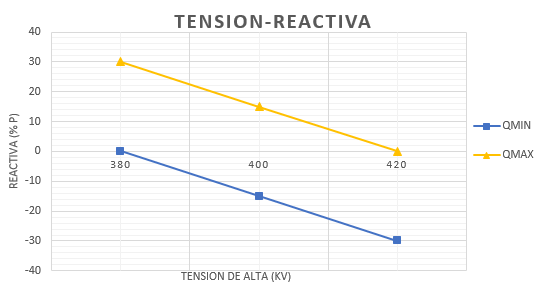 TENSION-REACTIVA
40
30
20
10
0
-10
-20
-30
-40
REACTIVA (% P)
380 400 420
TENSION DE ALTA (KV)
QMIN
QMAX